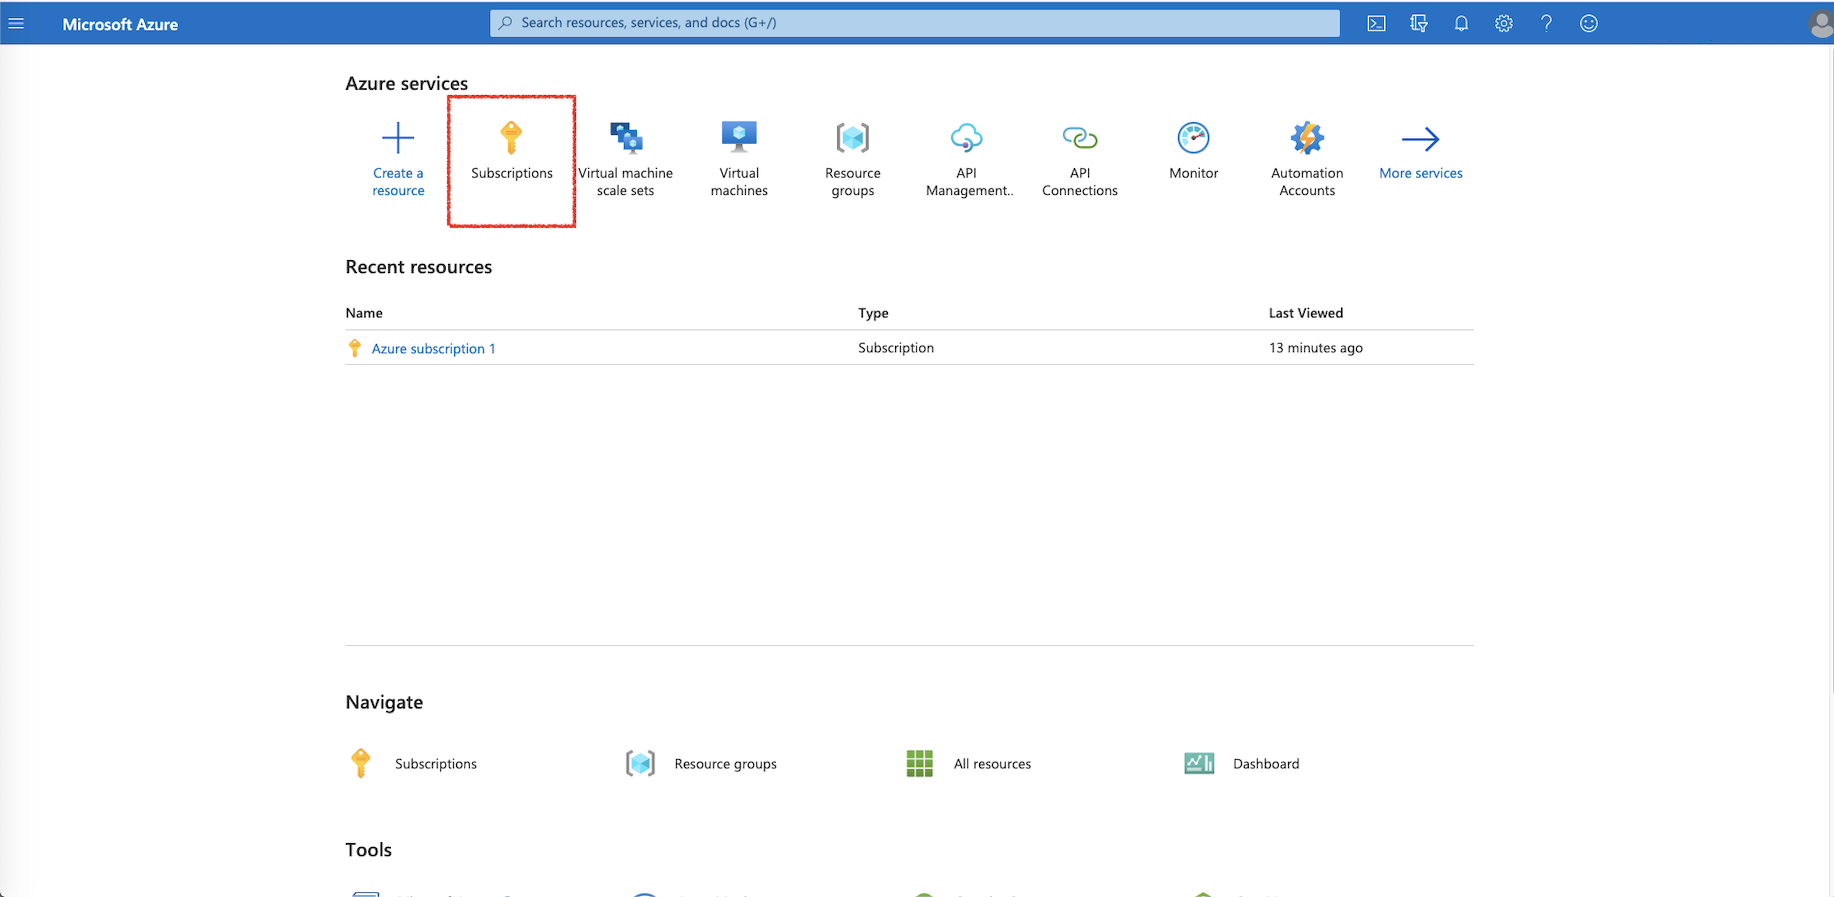 Microsoft Azure
Search resources, services, and docs (G+/)
Azure services
Create a
resource
Subscriptions
Virtual machine
scale sets
Virtual
machines
Resource
groups
API
Management..
API
Connections
Monitor
Automation
Accounts
More services
Recent resources
Name Type Last Viewed
Azure subscription 1 Subscription 13 minutes ago
Navigate
Subscriptions Resource groups All resources Dashboard
Tools